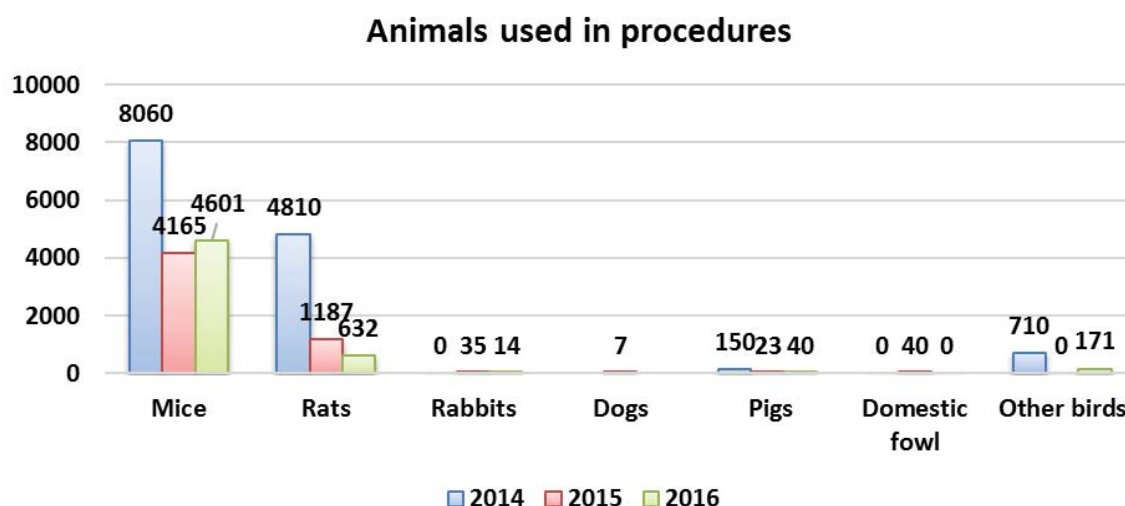 Animals used in procedures
10000
8000
6000
4000
2000
0
8060
4165
4601
4810
1187
632
0 35 14
7
150 23 40
0 40 0
710 0 171
Mice
Rats
Rabbits
Dogs
Pigs
Domestic
fowl
Other birds
2014 2015 2016